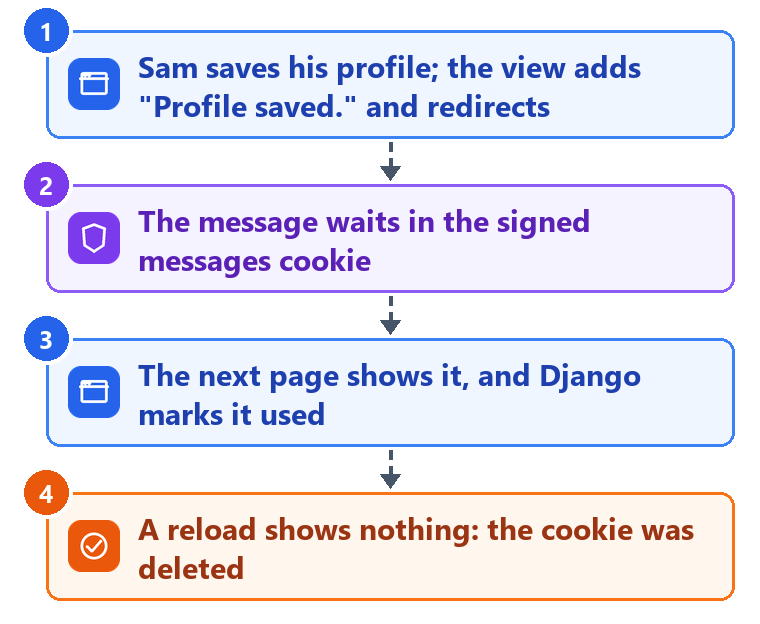 1
Sam saves his profile; the view adds
"Profile saved." and redirects
2
The message waits in the signed
messages cookie
3
The next page shows it, and Django
marks it used
4
A reload shows nothing: the cookie was
deleted